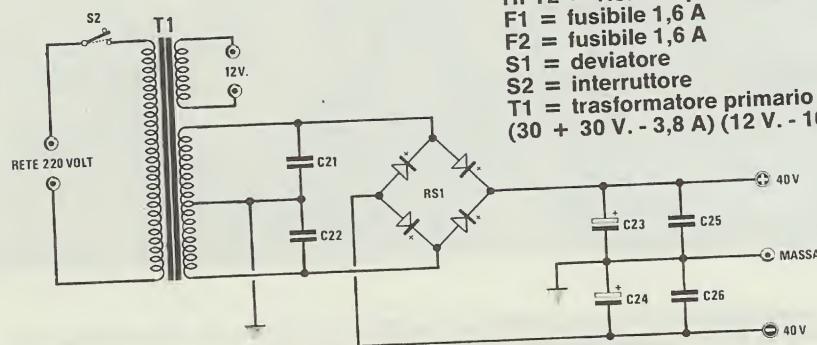 F1 = fusibile 1,6 A
F2 = fusibile 1,6 A
S1 = deviatore
S2 = interruttore
T1 = trasformatore primario
(30 + 30 V. - 3,8 A) (12 V. -
S2
T1
12V.
RETE 220 VOLT
C21
C22
RS1
C23
C25
C24
C26
40 V
MASSA
40 V